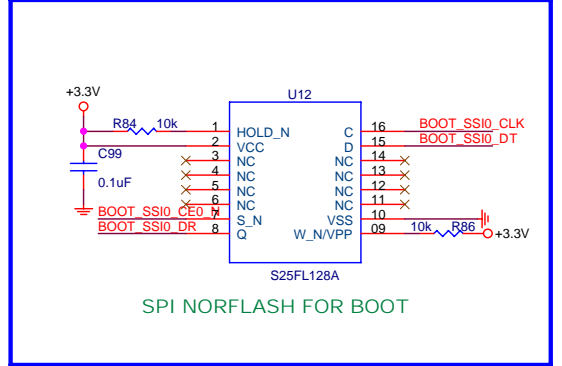 +3.3V
U12
R84 10k
C99
0.1uF
1 HOLD_N
2 VCC
3 NC
4 NC
5 NC
6 NC
BOOT_SSI0_CE0_N 7 S_N
BOOT_SSI0_DR 8 Q
C 16 BOOT_SSI0_CLK
D 15 BOOT_SSI0_DT
NC 14
NC 13
NC 12
NC 11
VSS 10
W_N/VPP 09 10k R86
+3.3V
S25FL128A
SPI NORFLASH FOR BOOT